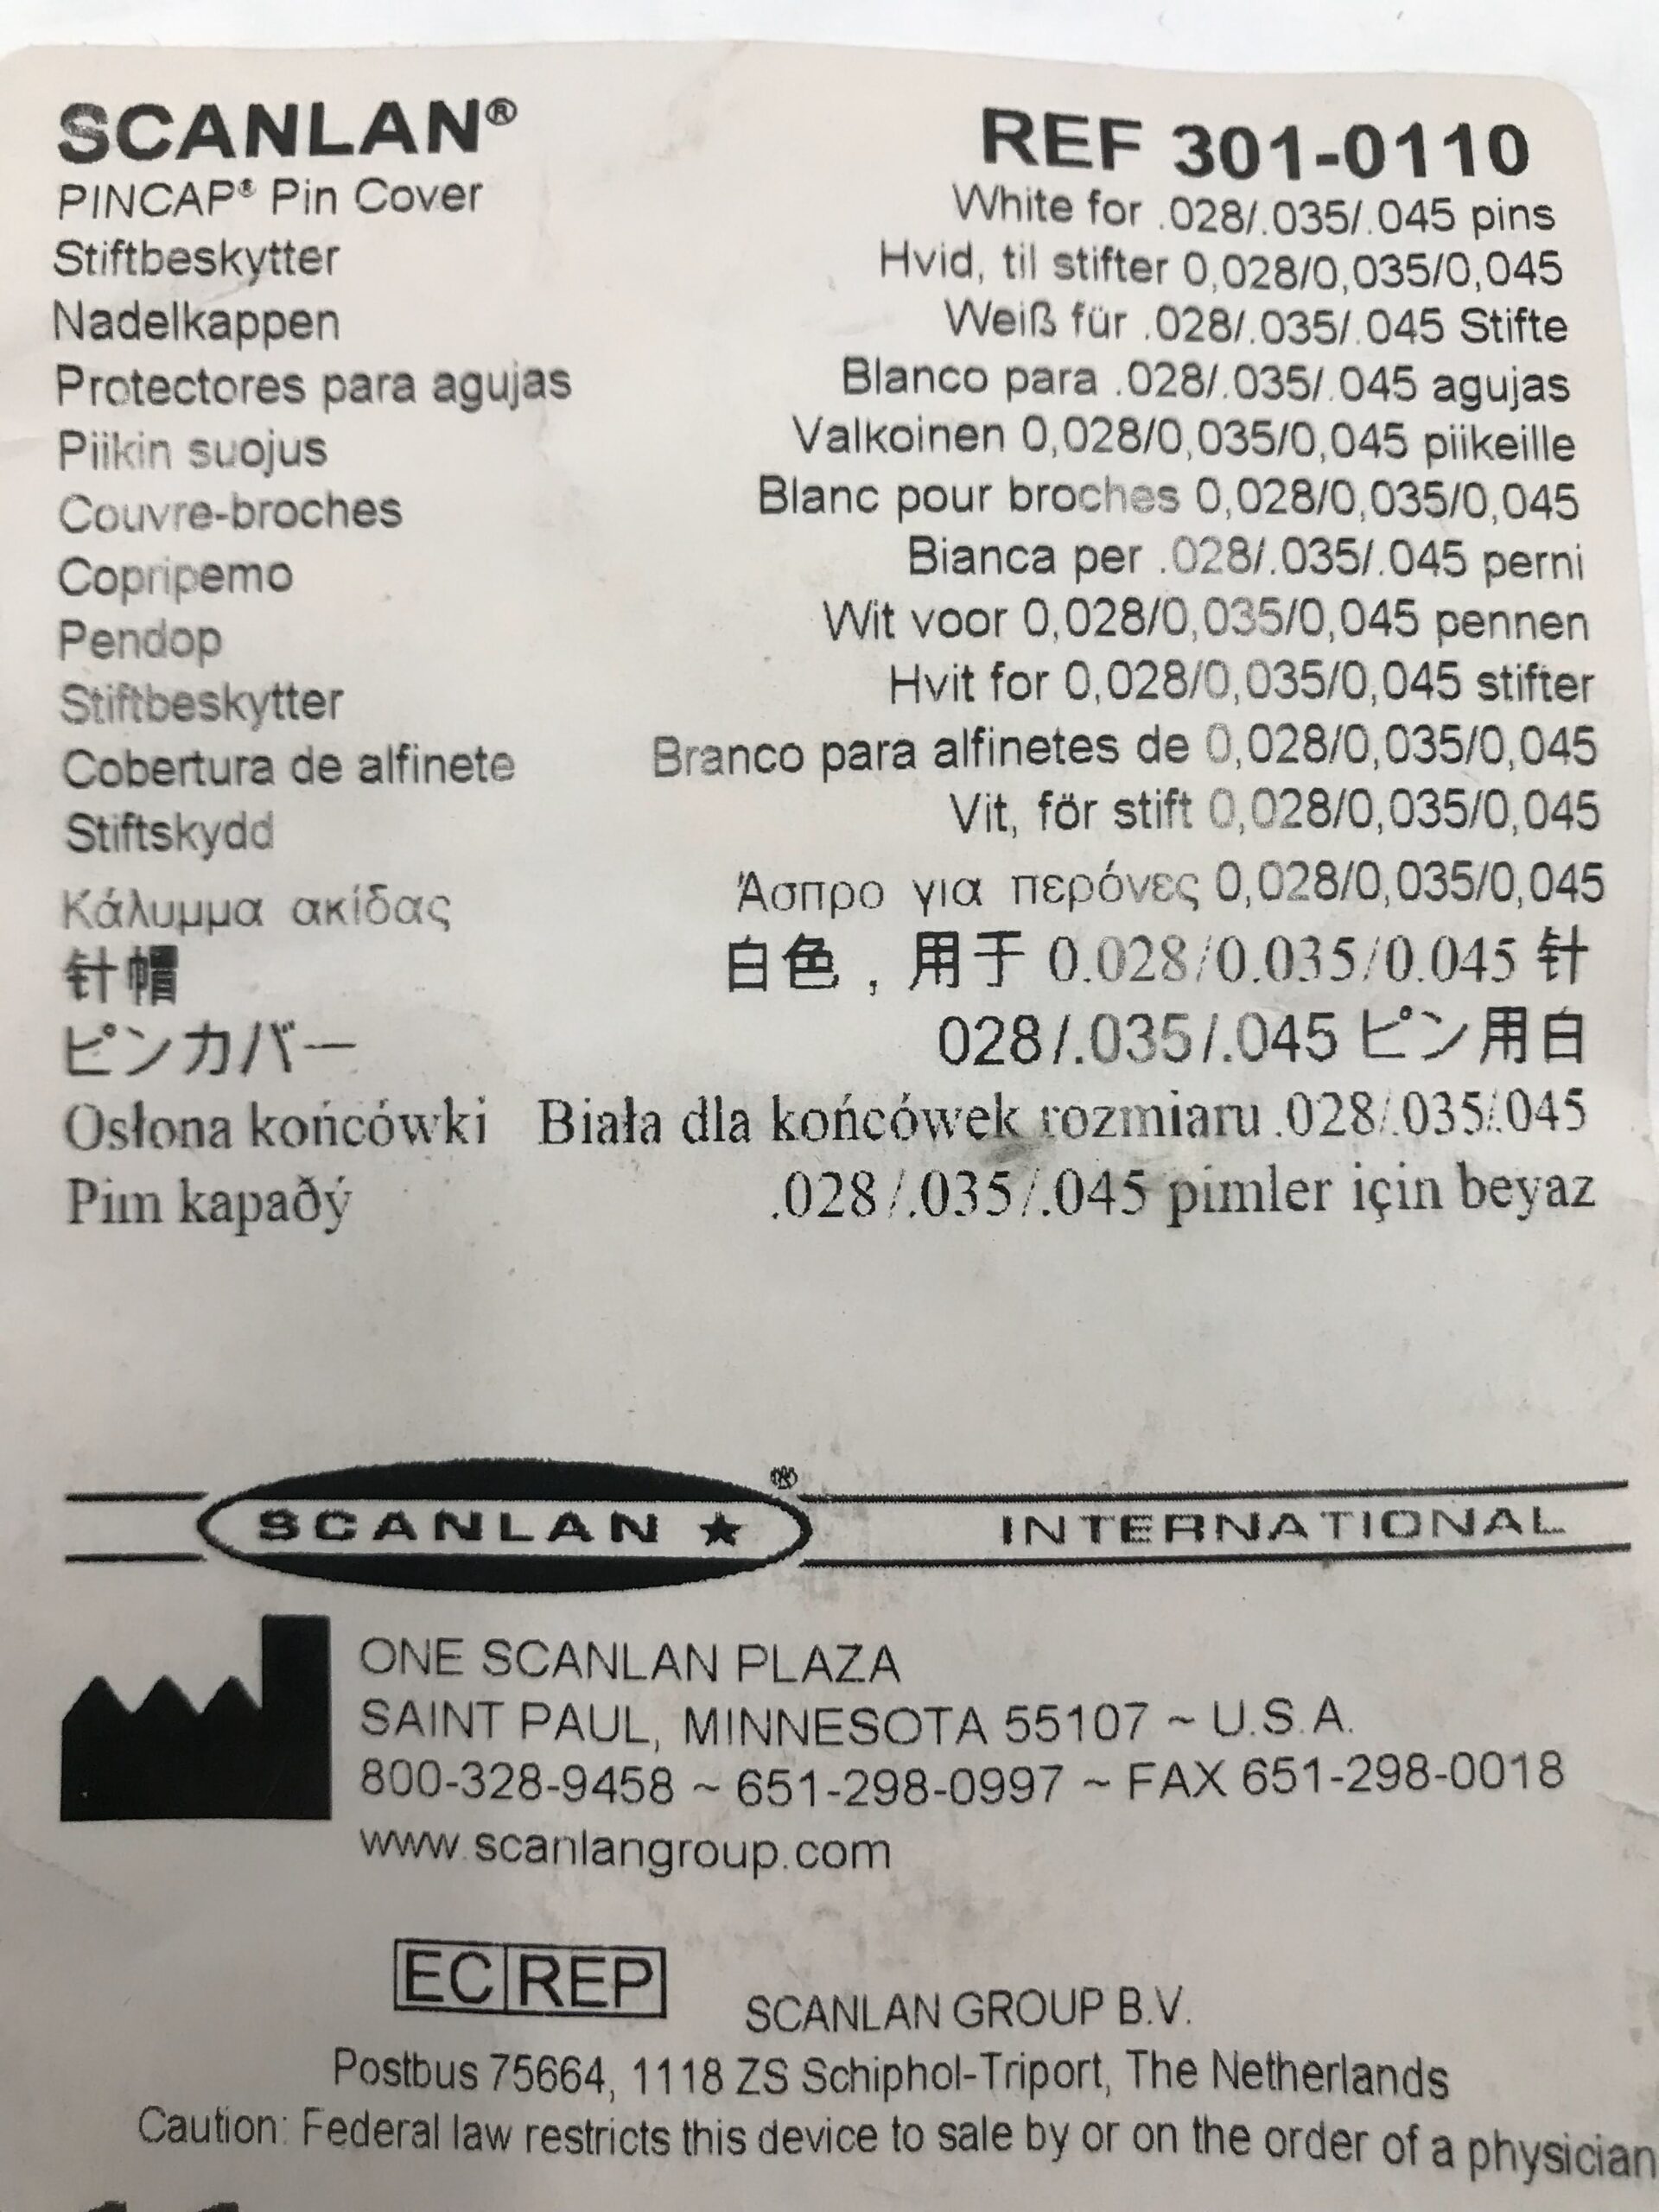 SCANLAN® REF 301-0110
PINCAP® Pin Cover White for .028/.035/.045 pins
Stiftbeskytter Hvid, til stifter 0,028/0,035/0,045
Nadelkappen Weiß für .028/.035/.045 Stifte
Protectores para agujas Blanco para .028/.035/.045 agujas
Piikin suojus Valkoinen 0,028/0,035/0,045 piikeille
Couvre-broches Blanc pour broches 0,028/0,035/0,045
Copripemo Bianca per .028/.035/.045 perni
Pendop Wit voor 0,028/0,035/0,045 pennen
Stiftbeskytter Hvit for 0,028/0,035/0,045 stifter
Cobertura de alfinete Branco para alfinetes de 0,028/0,035/0,045
Stiftskydd Vit, för stift 0,028/0,035/0,045
Κάλυμμα ακίδας Άσπρο για περόνες 0,028/0,035/0,045
针帽 白色，用于 0.028/0.035/0.045 针
ピンカバー 028/.035/.045 ピン用白
Osłona końcówki Biała dla końcówek rozmiaru .028/.035/.045
Pim kapaðý .028/.035/.045 pimler için beyaz
SCANLAN ★ ® INTERNATIONAL
ONE SCANLAN PLAZA
SAINT PAUL, MINNESOTA 55107 ~ U.S.A.
800-328-9458 ~ 651-298-0997 ~ FAX 651-298-0018
www.scanlangroup.com
EC REP SCANLAN GROUP B.V.
Postbus 75664, 1118 ZS Schiphol-Triport, The Netherlands
Caution: Federal law restricts this device to sale by or on the order of a physician